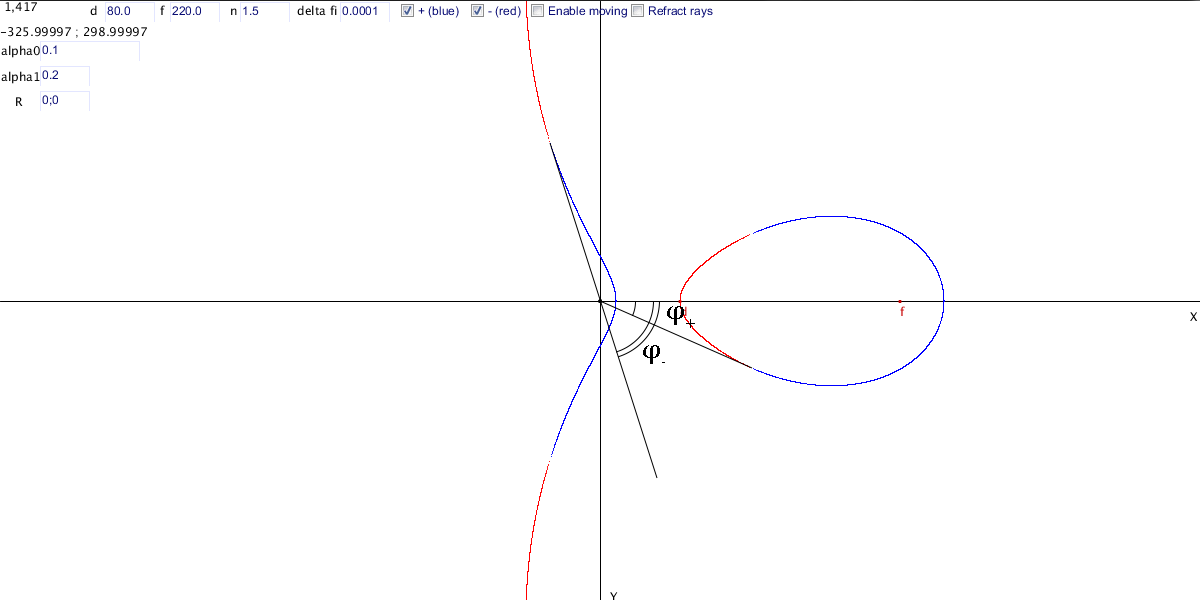 1,417 d 80.0 f 220.0 n 1.5 delta fi 0.0001 + (blue) - (red) Enable moving Refract rays
-325.99997 ; 298.99997
alpha0 0.1
alpha1 0.2
R 0;0
φ+
d
f
X
φ-
Y